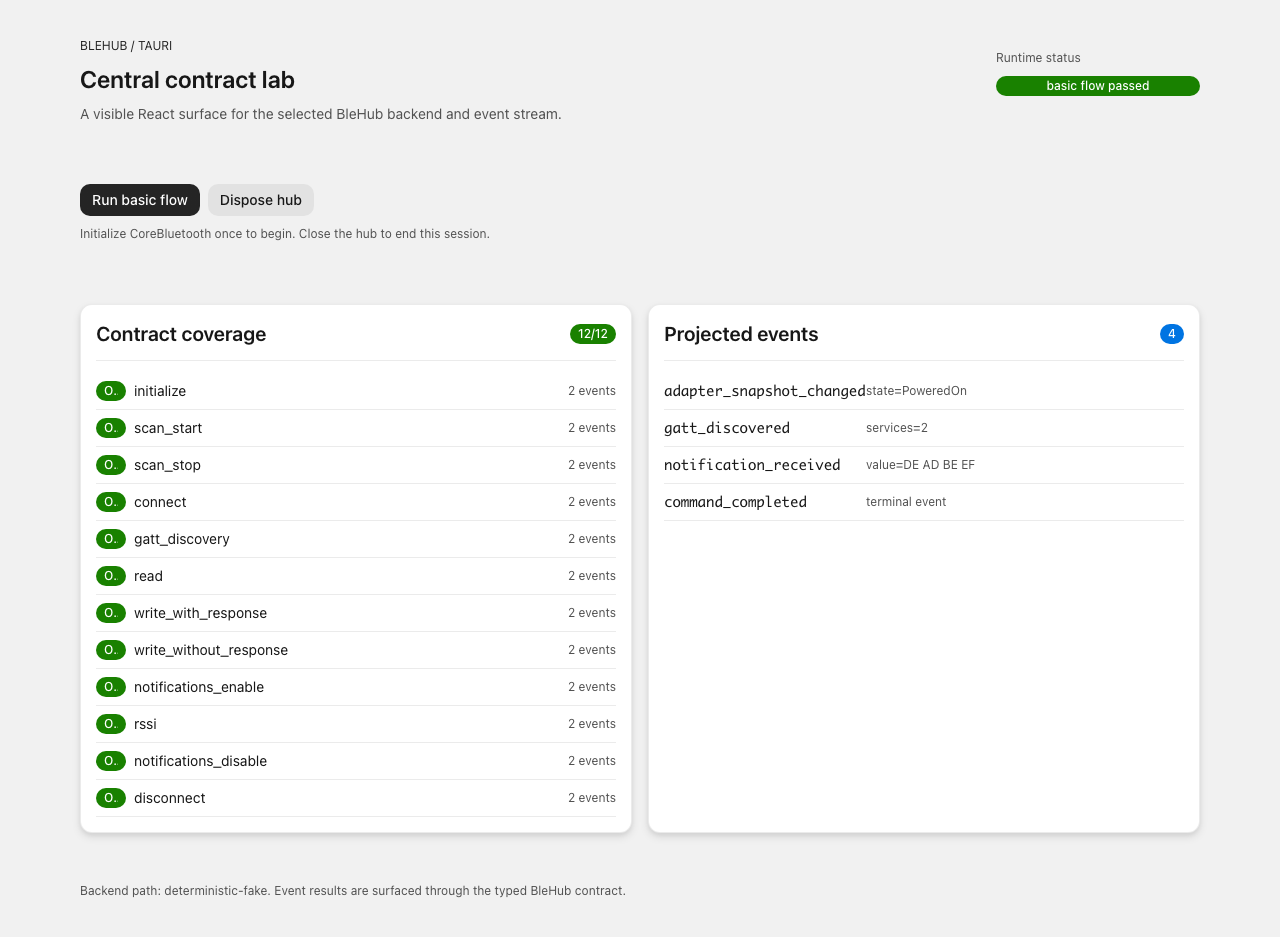 BLEHUB / TAURI
Central contract lab
A visible React surface for the selected BleHub backend and event stream.
Runtime status
basic flow passed
Run basic flow
Dispose hub
Initialize CoreBluetooth once to begin. Close the hub to end this session.
Contract coverage
12/12
O.. initialize 2 events
O.. scan_start 2 events
O.. scan_stop 2 events
O.. connect 2 events
O.. gatt_discovery 2 events
O.. read 2 events
O.. write_with_response 2 events
O.. write_without_response 2 events
O.. notifications_enable 2 events
O.. rssi 2 events
O.. notifications_disable 2 events
O.. disconnect 2 events
Projected events
4
adapter_snapshot_changed state=PoweredOn
gatt_discovered services=2
notification_received value=DE AD BE EF
command_completed terminal event
Backend path: deterministic-fake. Event results are surfaced through the typed BleHub contract.